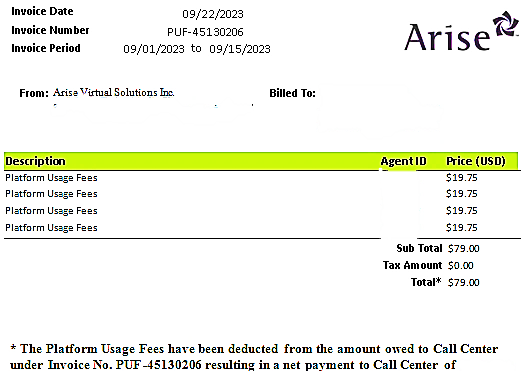 Invoice Date 09/22/2023
Invoice Number PUF-45130206
Invoice Period 09/01/2023 to 09/15/2023
Arise
From: Arise Virtual Solutions Inc. Billed To:
Description Agent ID Price (USD)
Platform Usage Fees $19.75
Platform Usage Fees $19.75
Platform Usage Fees $19.75
Platform Usage Fees $19.75
Sub Total $79.00
Tax Amount $0.00
Total* $79.00
* The Platform Usage Fees have been deducted from the amount owed to Call Center
under Invoice No. PUF-45130206 resulting in a net payment to Call Center of